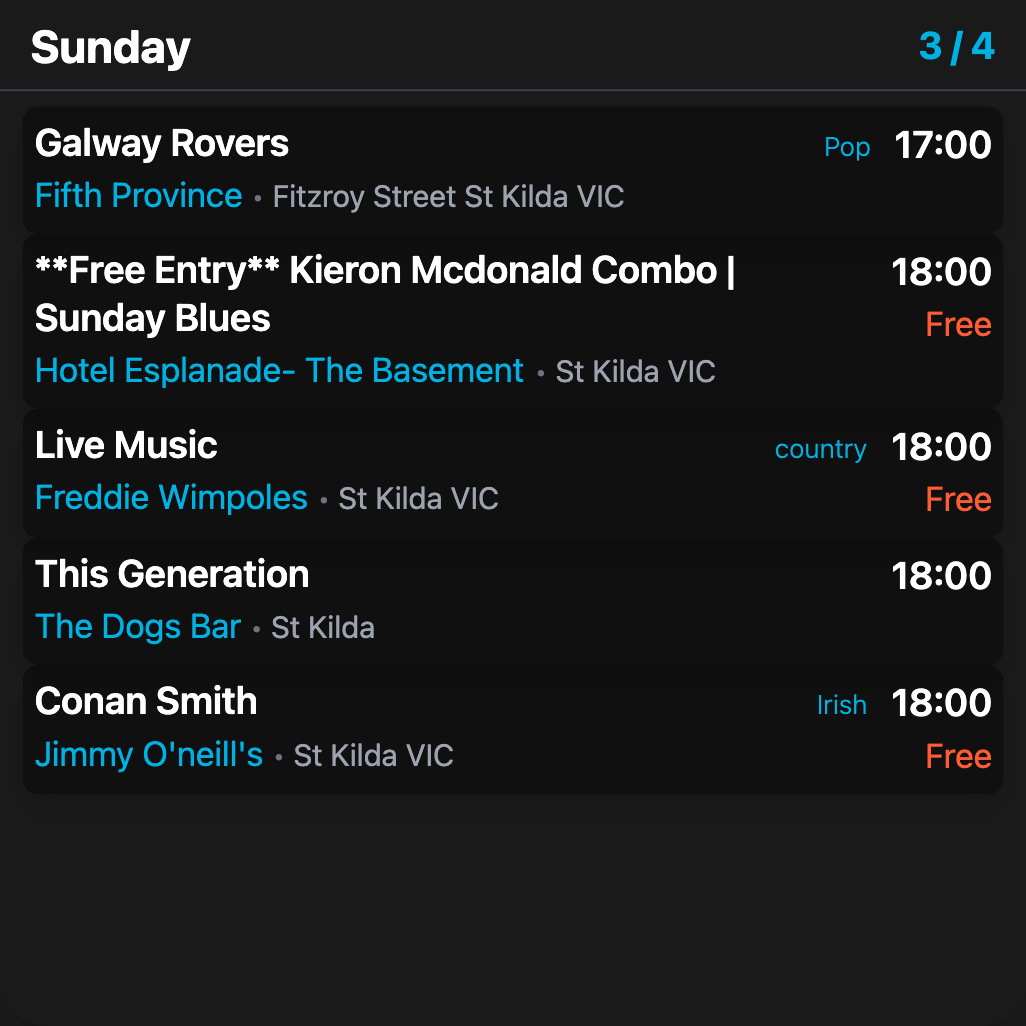 Sunday 3 / 4
Galway Rovers Pop 17:00
Fifth Province • Fitzroy Street St Kilda VIC
**Free Entry** Kieron Mcdonald Combo | 18:00
Sunday Blues Free
Hotel Esplanade- The Basement • St Kilda VIC
Live Music country 18:00
Freddie Wimpoles • St Kilda VIC Free
This Generation 18:00
The Dogs Bar • St Kilda
Conan Smith Irish 18:00
Jimmy O'neill's • St Kilda VIC Free